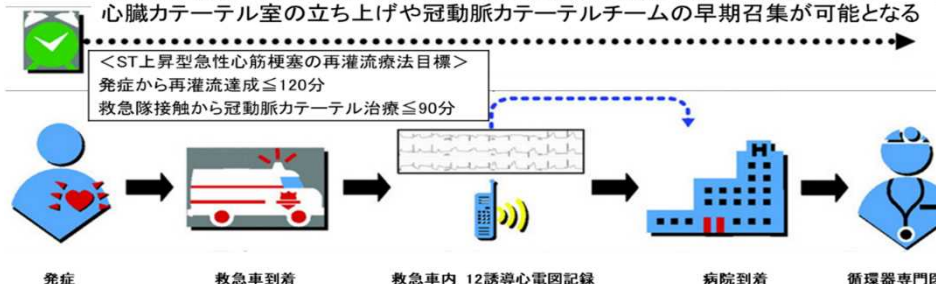 心臓カテーテル室の立ち上げや冠動脈カテーテルチームの早期召集が可能となる
＜ST上昇型急性心筋梗塞の再灌流療法目標＞
発症から再灌流達成≦120分
救急隊接触から冠動脈カテーテル治療≦90分
H
発症
救急車到着
救急車内 12誘導心電図記録
病院到着
循環器専門医